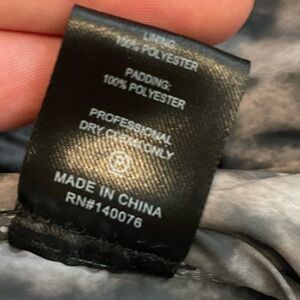 LINING:
100% POLYESTER
PADDING:
100% POLYESTER
PROFESSIONAL
DRY CLEAN ONLY
MADE IN CHINA
RN#140076